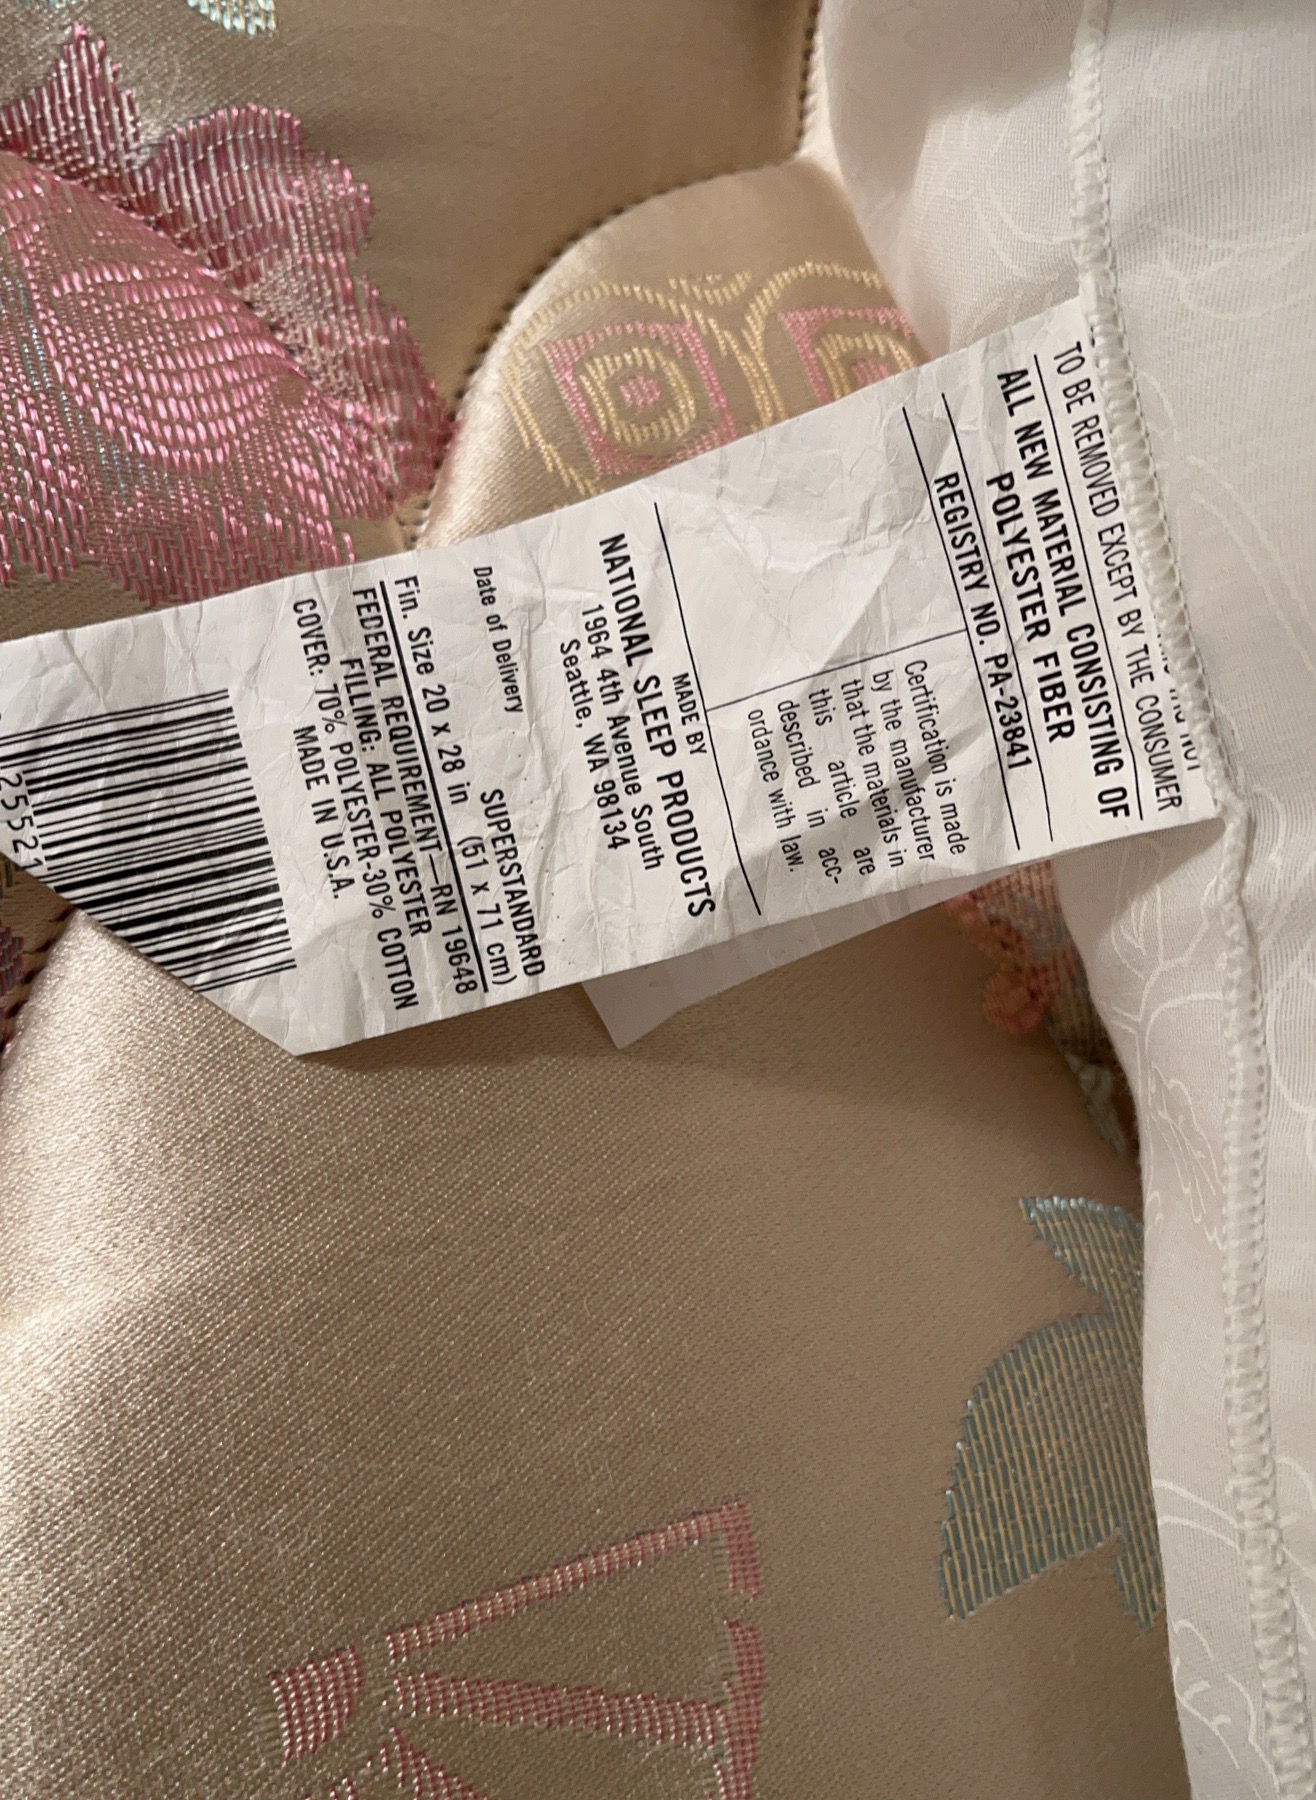 TO BE REMOVED EXCEPT BY THE CONSUMER
ALL NEW MATERIAL CONSISTING OF
POLYESTER FIBER
REGISTRY NO. PA-23841
Certification is made
by the manufacturer
that the materials in
this article are
described in acc-
ordance with law.
MADE BY
NATIONAL SLEEP PRODUCTS
1964 4th Avenue South
Seattle, WA 98134
Date of Delivery
SUPERSTANDARD
Fin. Size 20 x 28 in (51 x 71 cm)
FEDERAL REQUIREMENT—RN 19648
FILLING: ALL POLYESTER
COVER: 70% POLYESTER-30% COTTON
MADE IN U.S.A.
25521